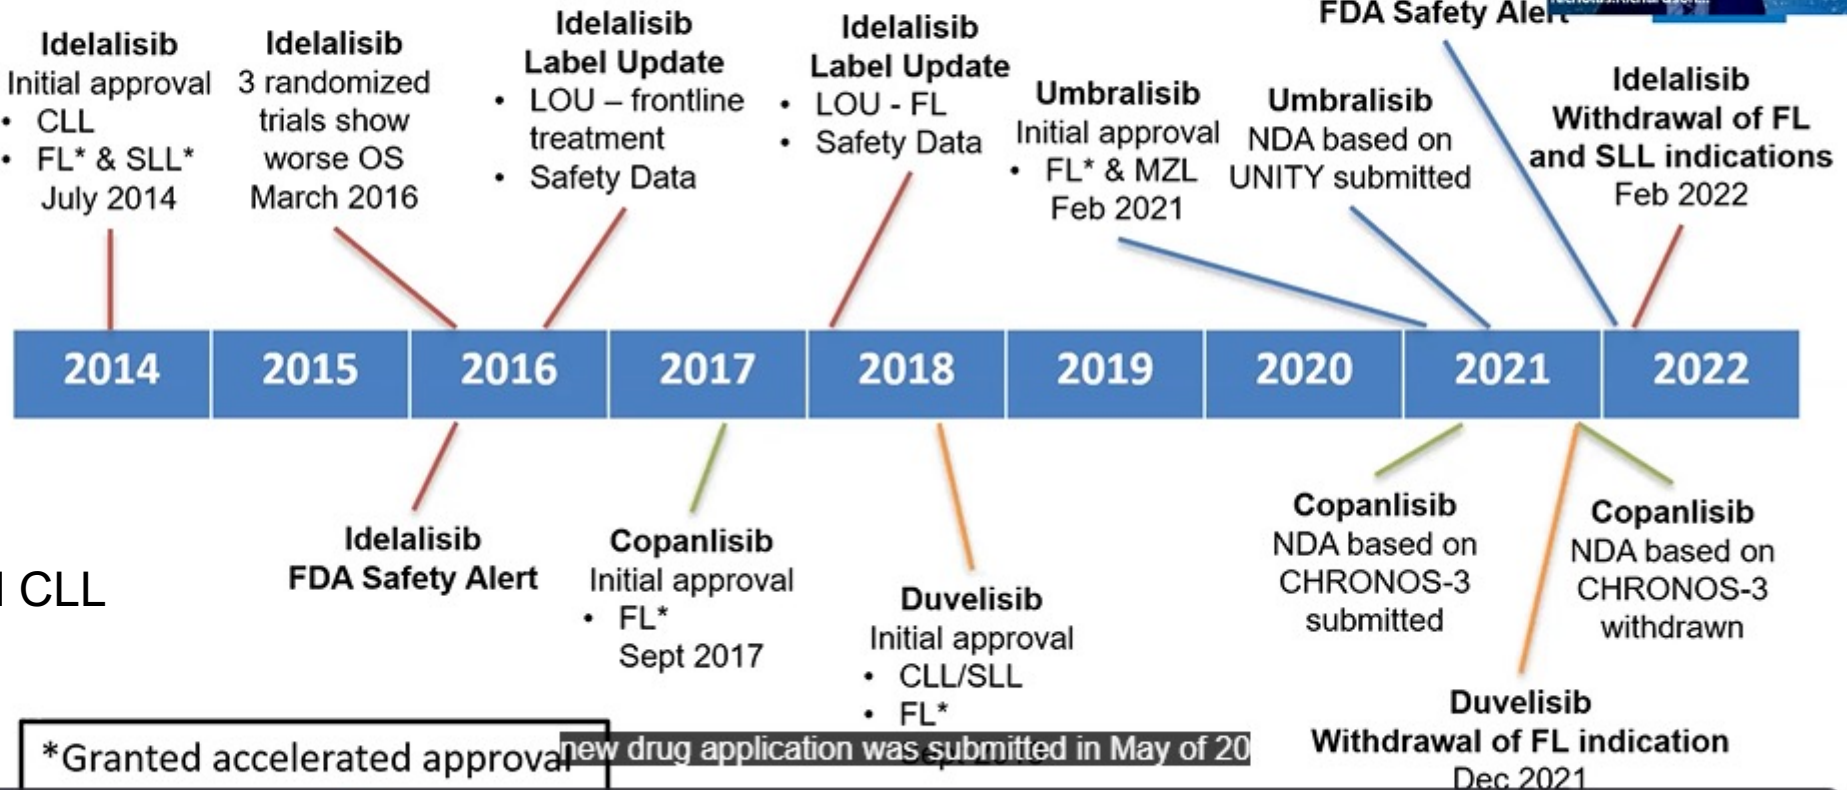 FDA Safety Alert
Idelalisib
Initial approval
• CLL
• FL* & SLL*
July 2014
Idelalisib
3 randomized
trials show
worse OS
March 2016
Idelalisib
Label Update
• LOU – frontline
treatment
• Safety Data
Idelalisib
Label Update
• LOU - FL
• Safety Data
Umbralisib
Initial approval
• FL* & MZL
Feb 2021
Umbralisib
NDA based on
UNITY submitted
Idelalisib
Withdrawal of FL
and SLL indications
Feb 2022
2014 2015 2016 2017 2018 2019 2020 2021 2022
Idelalisib
FDA Safety Alert
Copanlisib
Initial approval
• FL*
Sept 2017
Duvelisib
Initial approval
• CLL/SLL
• FL*
Copanlisib
NDA based on
CHRONOS-3
submitted
Copanlisib
NDA based on
CHRONOS-3
withdrawn
Duvelisib
Withdrawal of FL indication
Dec 2021
CLL
*Granted accelerated approval
new drug application was submitted in May of 20